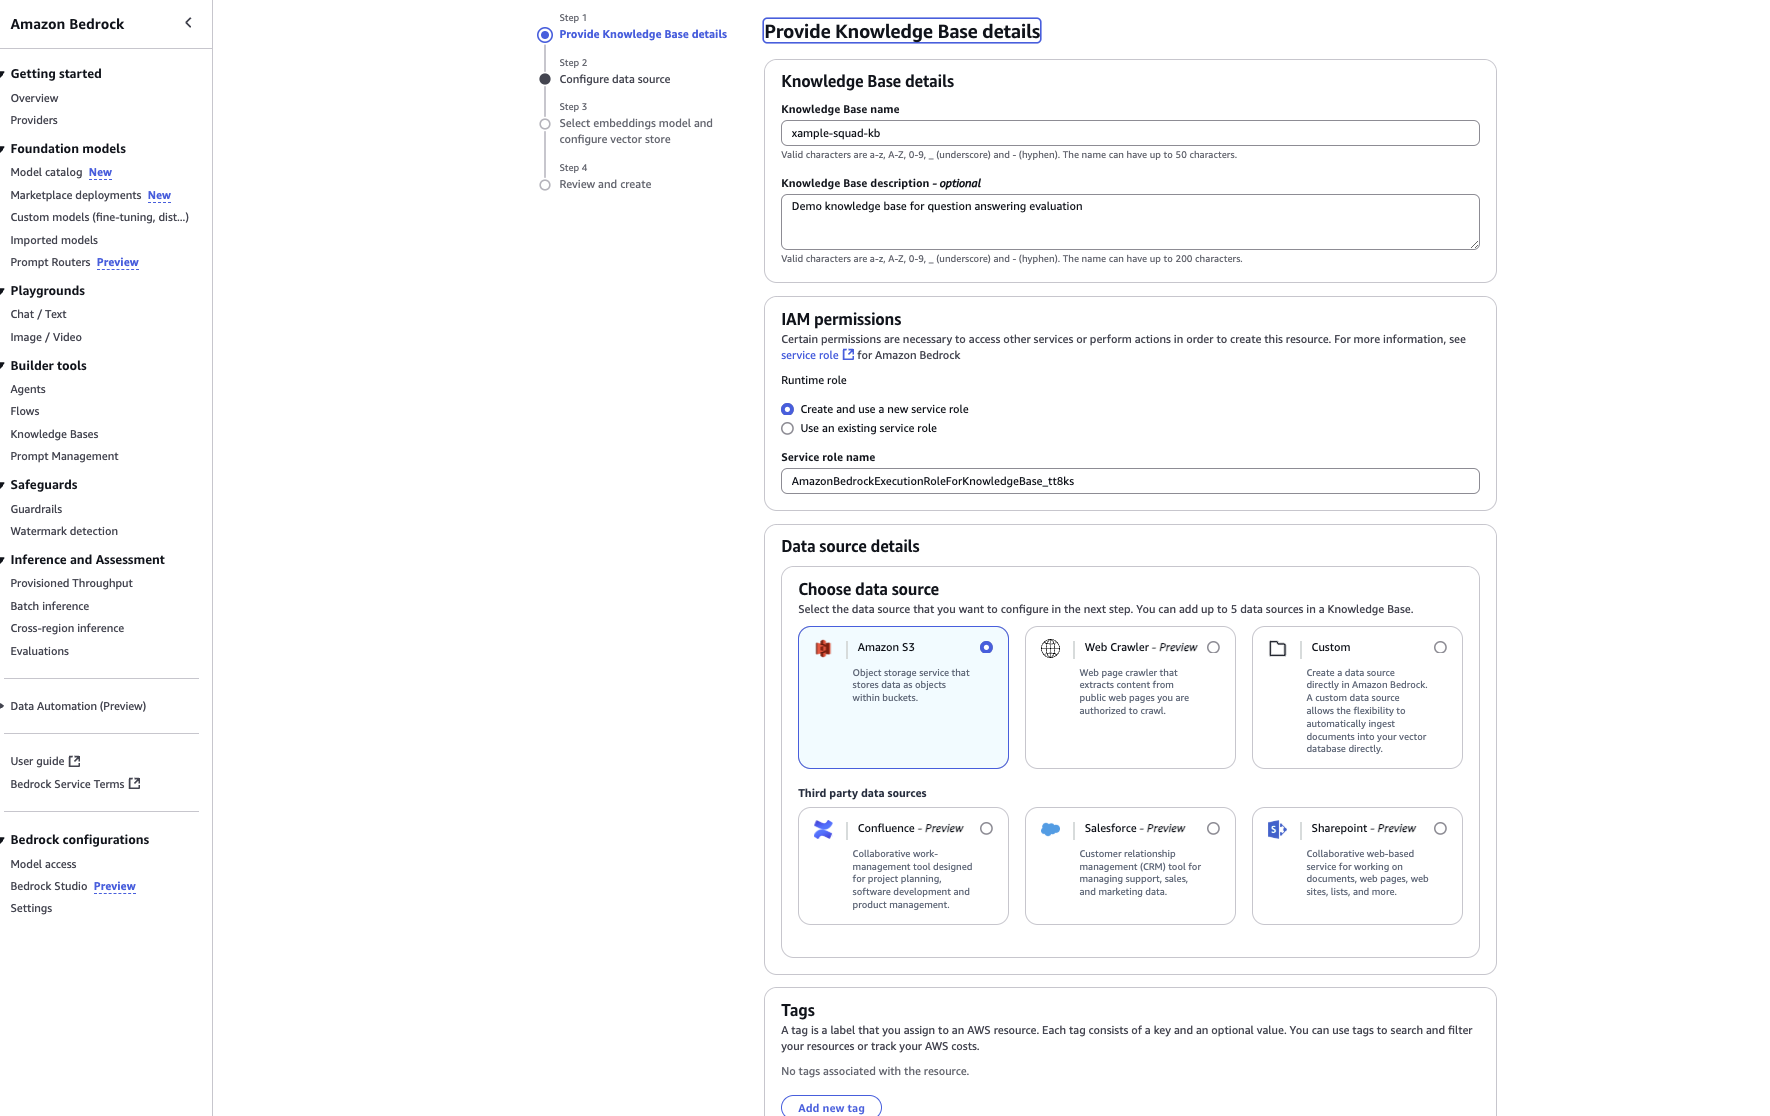 Amazon Bedrock
Getting started
Overview
Providers
Foundation models
Model catalog New
Marketplace deployments New
Custom models (fine-tuning, dist...)
Imported models
Prompt Routers Preview
Playgrounds
Chat / Text
Image / Video
Builder tools
Agents
Flows
Knowledge Bases
Prompt Management
Safeguards
Guardrails
Watermark detection
Inference and Assessment
Provisioned Throughput
Batch inference
Cross-region inference
Evaluations
Data Automation (Preview)
User guide
Bedrock Service Terms
Bedrock configurations
Model access
Bedrock Studio Preview
Settings
Step 1
Provide Knowledge Base details
Step 2
Configure data source
Step 3
Select embeddings model and
configure vector store
Step 4
Review and create
Provide Knowledge Base details
Knowledge Base details
Knowledge Base name
xample-squad-kb
Valid characters are a-z, A-Z, 0-9, _ (underscore) and - (hyphen). The name can have up to 50 characters.
Knowledge Base description - optional
Demo knowledge base for question answering evaluation
Valid characters are a-z, A-Z, 0-9, _ (underscore) and - (hyphen). The name can have up to 200 characters.
IAM permissions
Certain permissions are necessary to access other services or perform actions in order to create this resource. For more information, see
service role for Amazon Bedrock
Runtime role
Create and use a new service role
Use an existing service role
Service role name
AmazonBedrockExecutionRoleForKnowledgeBase_tt8ks
Data source details
Choose data source
Select the data source that you want to configure in the next step. You can add up to 5 data sources in a Knowledge Base.
Amazon S3
Object storage service that
stores data as objects
within buckets.
Web Crawler - Preview
Web page crawler that
extracts content from
public web pages you are
authorized to crawl.
Custom
Create a data source
directly in Amazon Bedrock.
A custom data source
allows the flexibility to
automatically ingest
documents into your vector
database directly.
Third party data sources
Confluence - Preview
Collaborative work-
management tool designed
for project planning,
software development and
product management.
Salesforce - Preview
Customer relationship
management (CRM) tool for
managing support, sales,
and marketing data.
Sharepoint - Preview
Collaborative web-based
service for working on
documents, web pages, web
sites, lists, and more.
Tags
A tag is a label that you assign to an AWS resource. Each tag consists of a key and an optional value. You can use tags to search and filter
your resources or track your AWS costs.
No tags associated with the resource.
Add new tag